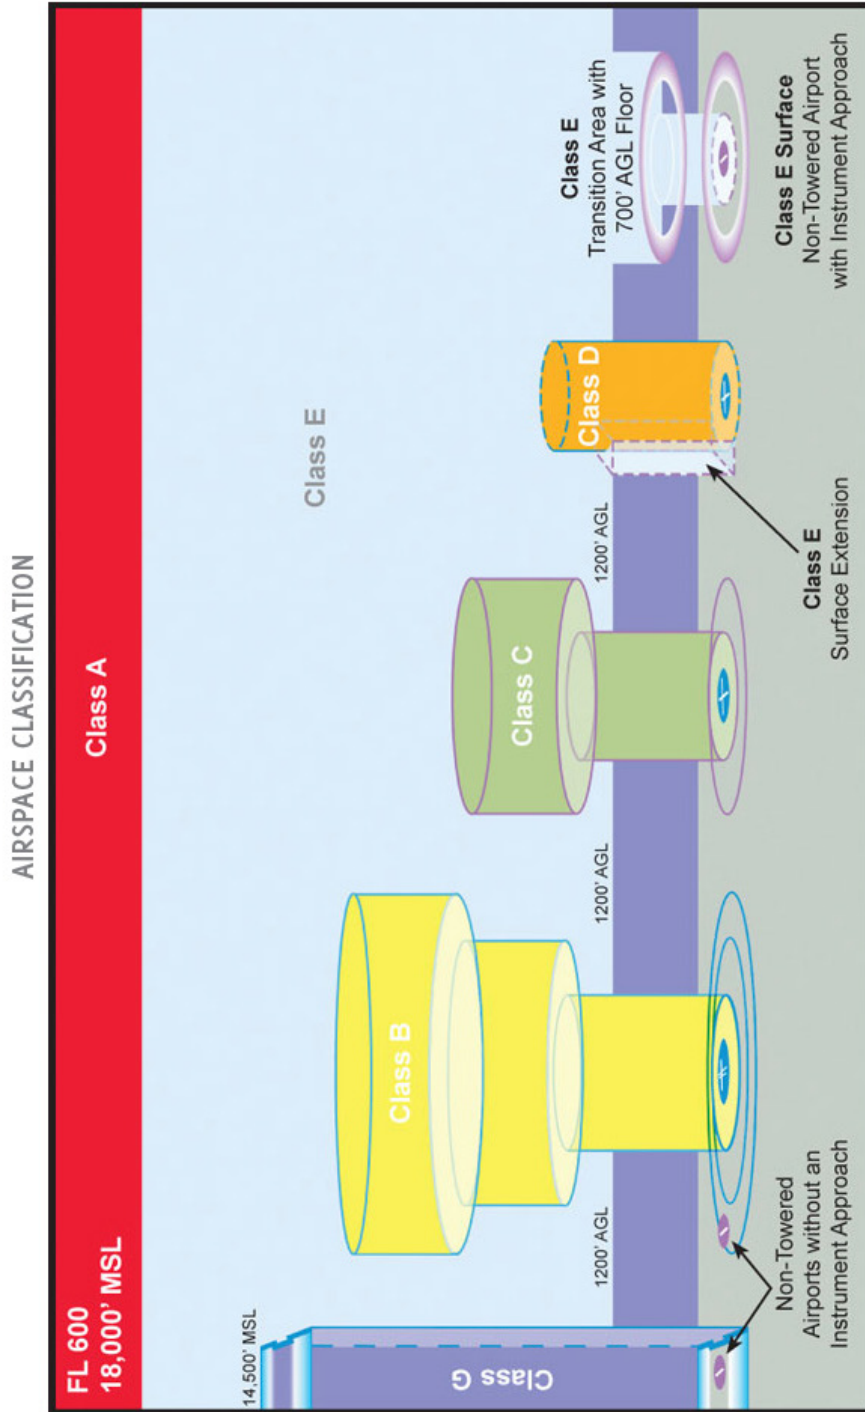 AIRSPACE CLASSIFICATION
FL 600
18,000' MSL
Class A
Class E
14,500' MSL
Class G
1200' AGL
Class B
1200' AGL
Class C
1200' AGL
Class D
Class E
Transition Area with
700' AGL Floor
Non-Towered
Airports without an
Instrument Approach
Class E
Surface Extension
Class E Surface
Non-Towered Airport
with Instrument Approach